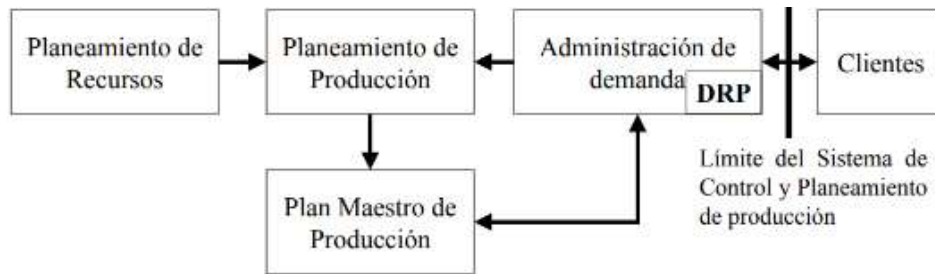 Planeamiento de
Recursos
Planeamiento de
Producción
Administración de
demanda
DRP
Clientes
Límite del Sistema de
Control y Planeamiento
de producción
Plan Maestro de
Producción